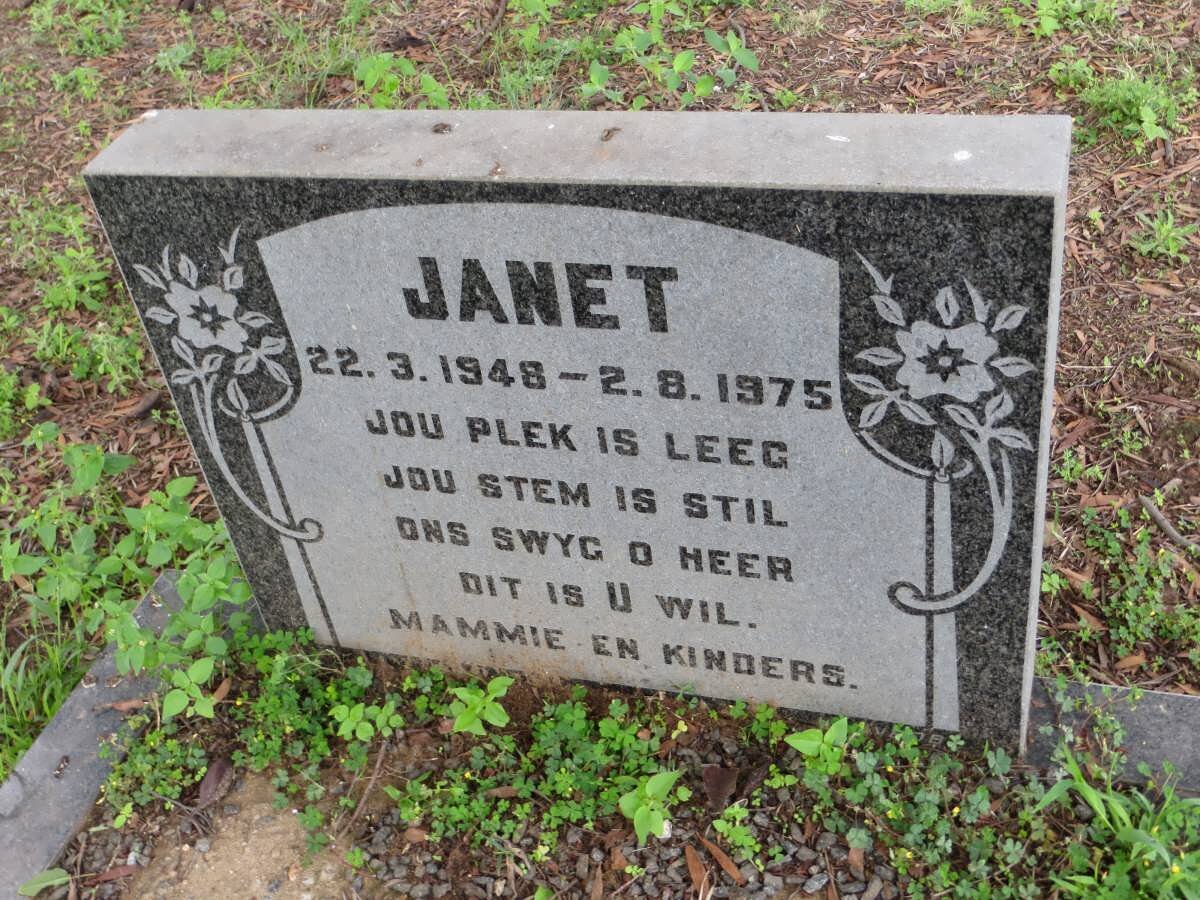 JANET
22.3.1948 – 2.8.1975
JOU PLEK IS LEEG
JOU STEM IS STIL
ONS SWYG O HEER
DIT IS U WIL.
MAMMIE EN KINDERS.